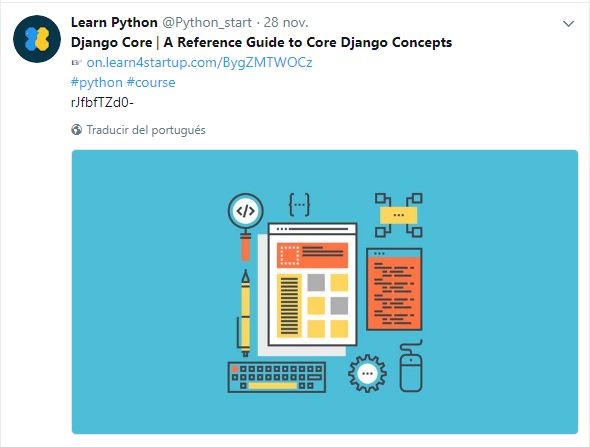 Learn Python @Python_start · 28 nov.
Django Core | A Reference Guide to Core Django Concepts
☞ on.learn4startup.com/BygZMTWOCz
#python #course
rJfbfTZd0-
Traducir del portugués